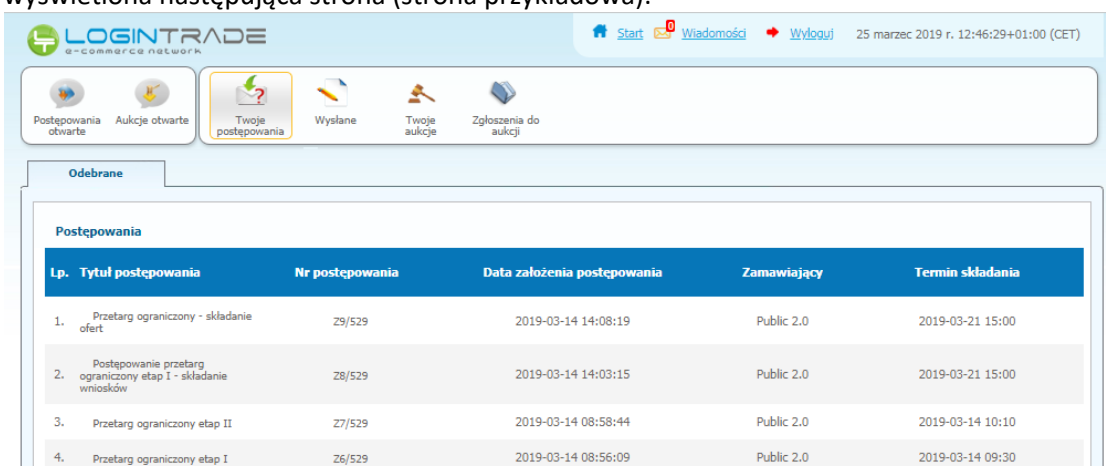 wyświetlona następująca strona (strona przykładowa):
LOGINTRADE
e-commerce network
Start 0 Wiadomości Wyloguj 25 marzec 2019 r. 12:46:29+01:00 (CET)
Postępowania otwarte
Aukcje otwarte
Twoje postępowania
Wysłane
Twoje aukcje
Zgłoszenia do aukcji
Odebrane
Postępowania
Lp. Tytuł postępowania Nr postępowania Data założenia postępowania Zamawiający Termin składania
1. Przetarg ograniczony - składanie ofert Z9/529 2019-03-14 14:08:19 Public 2.0 2019-03-21 15:00
2. Postępowanie przetarg ograniczony etap I - składanie wniosków Z8/529 2019-03-14 14:03:15 Public 2.0 2019-03-21 15:00
3. Przetarg ograniczony etap II Z7/529 2019-03-14 08:58:44 Public 2.0 2019-03-14 10:10
4. Przetarg ograniczony etap I Z6/529 2019-03-14 08:56:09 Public 2.0 2019-03-14 09:30